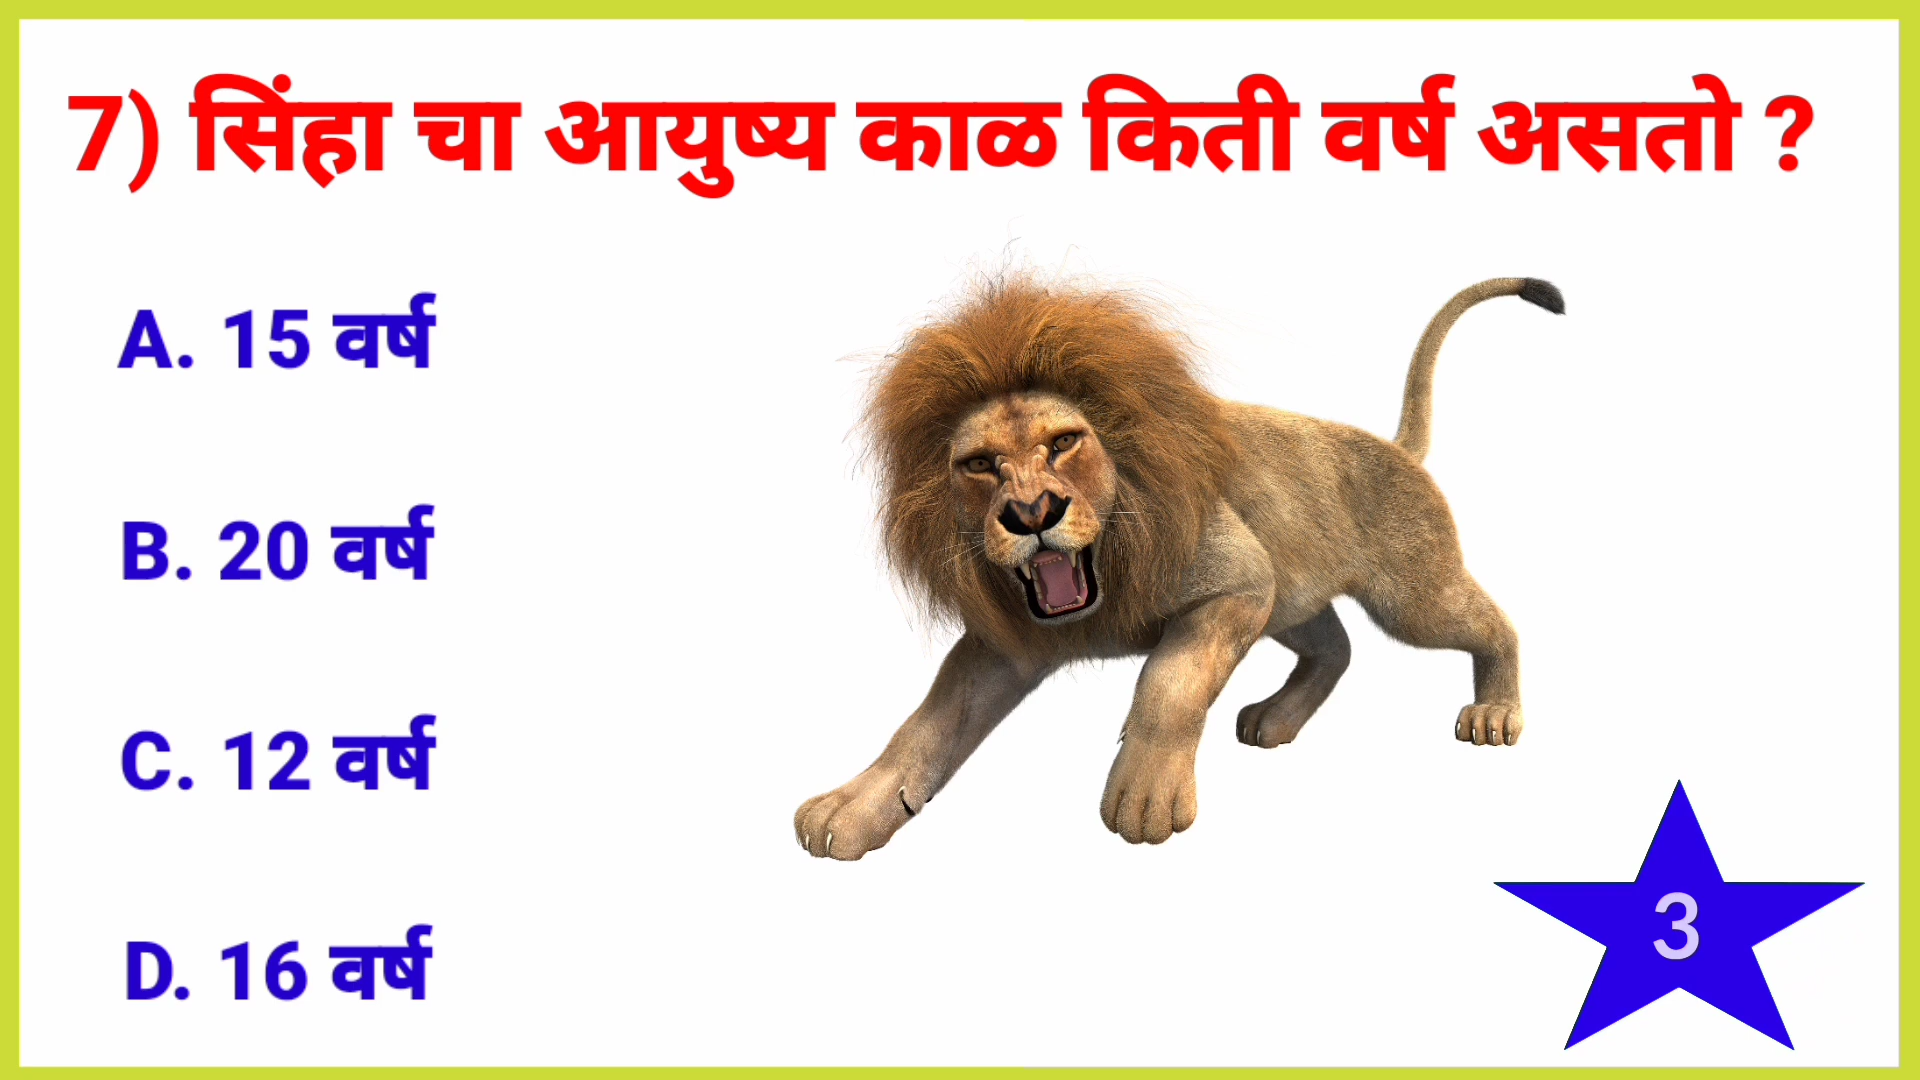 7) सिंहा चा आयुष्य काळ किती वर्ष असतो ?
A. 15 वर्ष
B. 20 वर्ष
C. 12 वर्ष
D. 16 वर्ष
3